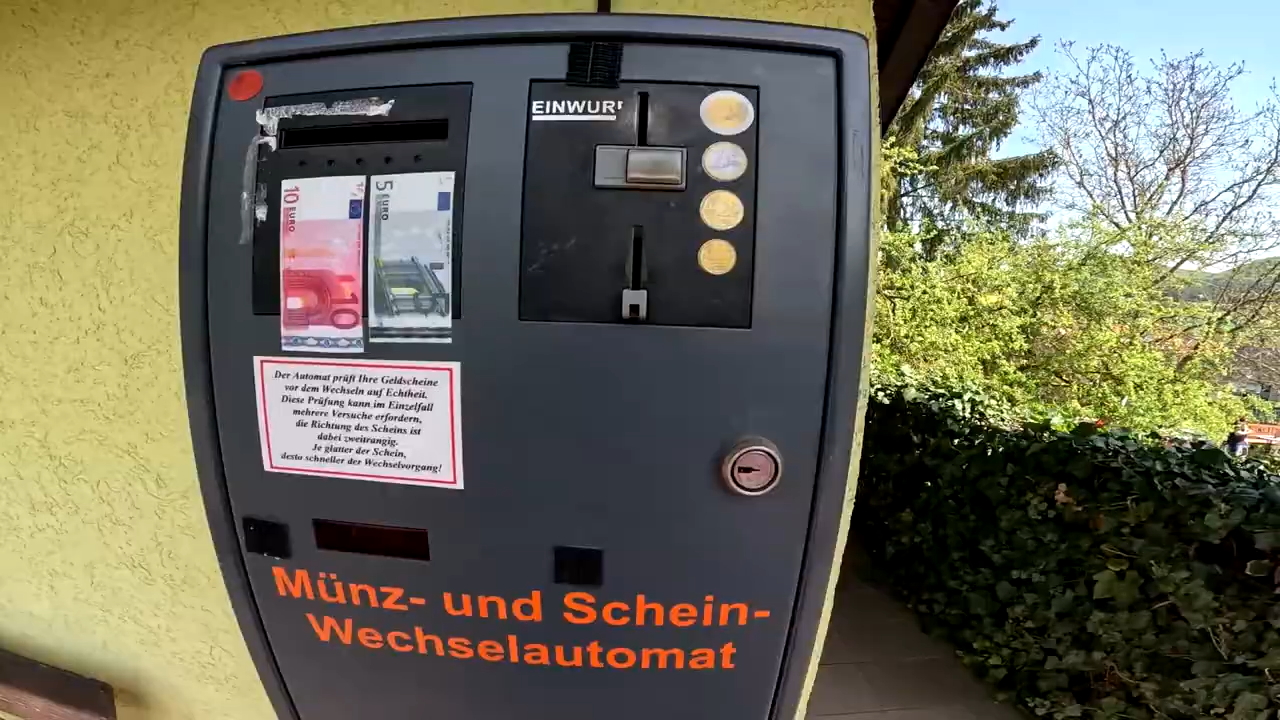 EINWURF
10 EURO
5 EURO
10
Der Automat prüft Ihre Geldscheine
vor dem Wechseln auf Echtheit.
Diese Prüfung kann im Einzelfall
mehrere Versuche erfordern,
die Richtung des Scheins ist
dabei zweitrangig.
Je glatter der Schein,
desto schneller der Wechselvorgang!
Münz- und Schein-
Wechselautomat